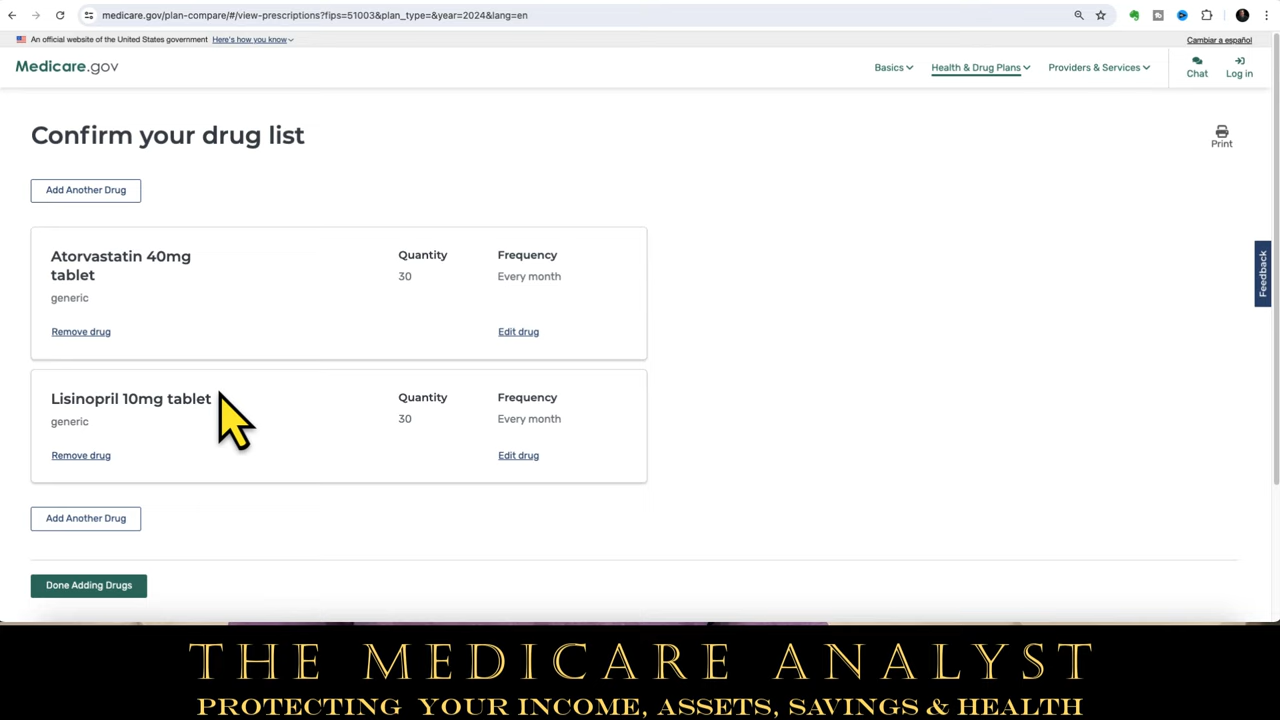 medicare.gov/plan-compare/#/view-prescriptions?fips=51003&plan_type=&year=2024&lang=en
An official website of the United States government Here's how you know
Cambiar a español
Medicare.gov
Basics
Health & Drug Plans
Providers & Services
Chat
Log in
Confirm your drug list
Print
Add Another Drug
Atorvastatin 40mg
tablet
generic
Quantity
30
Frequency
Every month
Remove drug
Edit drug
Lisinopril 10mg tablet
generic
Quantity
30
Frequency
Every month
Remove drug
Edit drug
Add Another Drug
Done Adding Drugs
Feedback
THE MEDICARE ANALYST
PROTECTING YOUR INCOME, ASSETS, SAVINGS & HEALTH